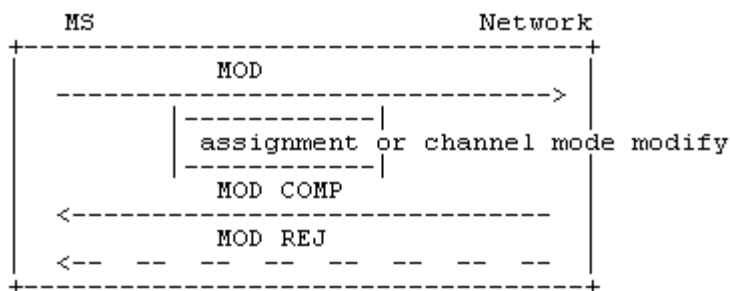 MS Network
MOD
assignment or channel mode modify
MOD COMP
MOD REJ